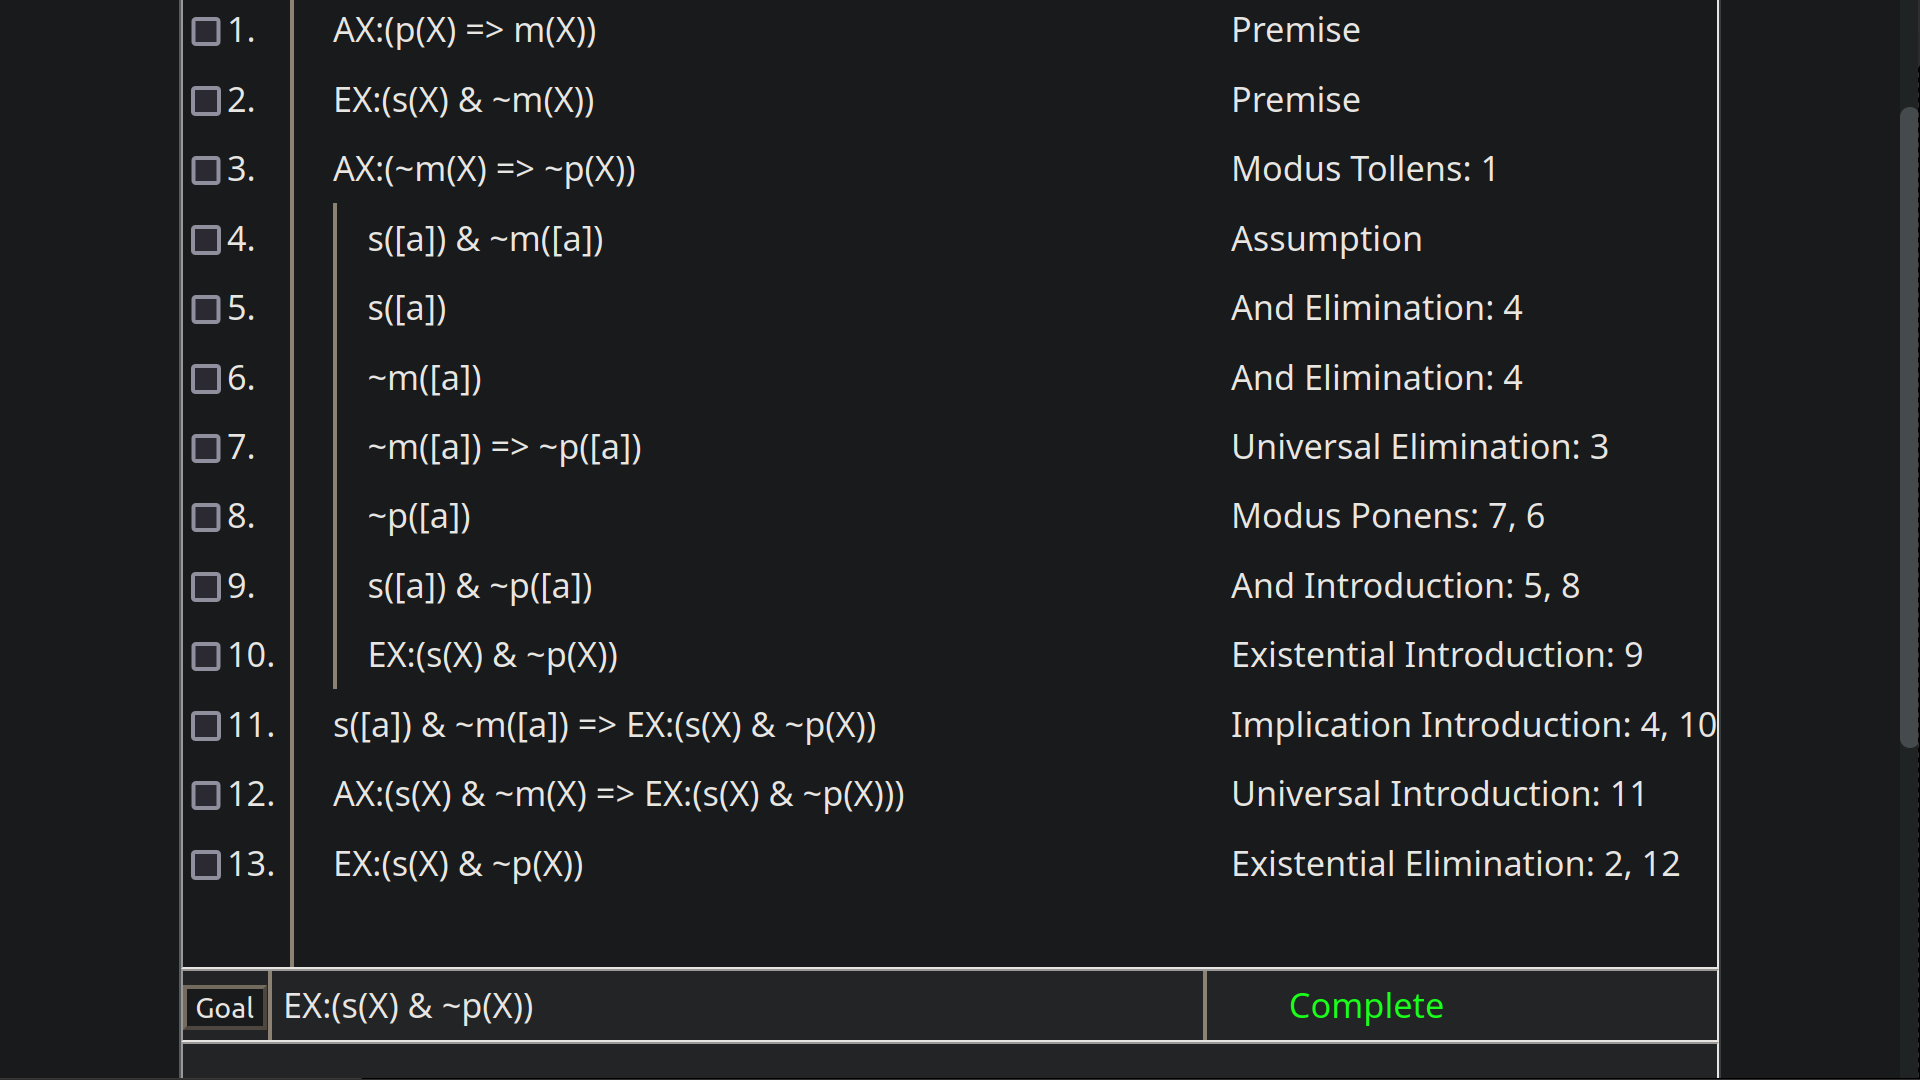 1. AX:(p(X) => m(X)) Premise
2. EX:(s(X) & ~m(X)) Premise
3. AX:(~m(X) => ~p(X)) Modus Tollens: 1
4. s([a]) & ~m([a]) Assumption
5. s([a]) And Elimination: 4
6. ~m([a]) And Elimination: 4
7. ~m([a]) => ~p([a]) Universal Elimination: 3
8. ~p([a]) Modus Ponens: 7, 6
9. s([a]) & ~p([a]) And Introduction: 5, 8
10. EX:(s(X) & ~p(X)) Existential Introduction: 9
11. s([a]) & ~m([a]) => EX:(s(X) & ~p(X)) Implication Introduction: 4, 10
12. AX:(s(X) & ~m(X) => EX:(s(X) & ~p(X))) Universal Introduction: 11
13. EX:(s(X) & ~p(X)) Existential Elimination: 2, 12
Goal EX:(s(X) & ~p(X)) Complete